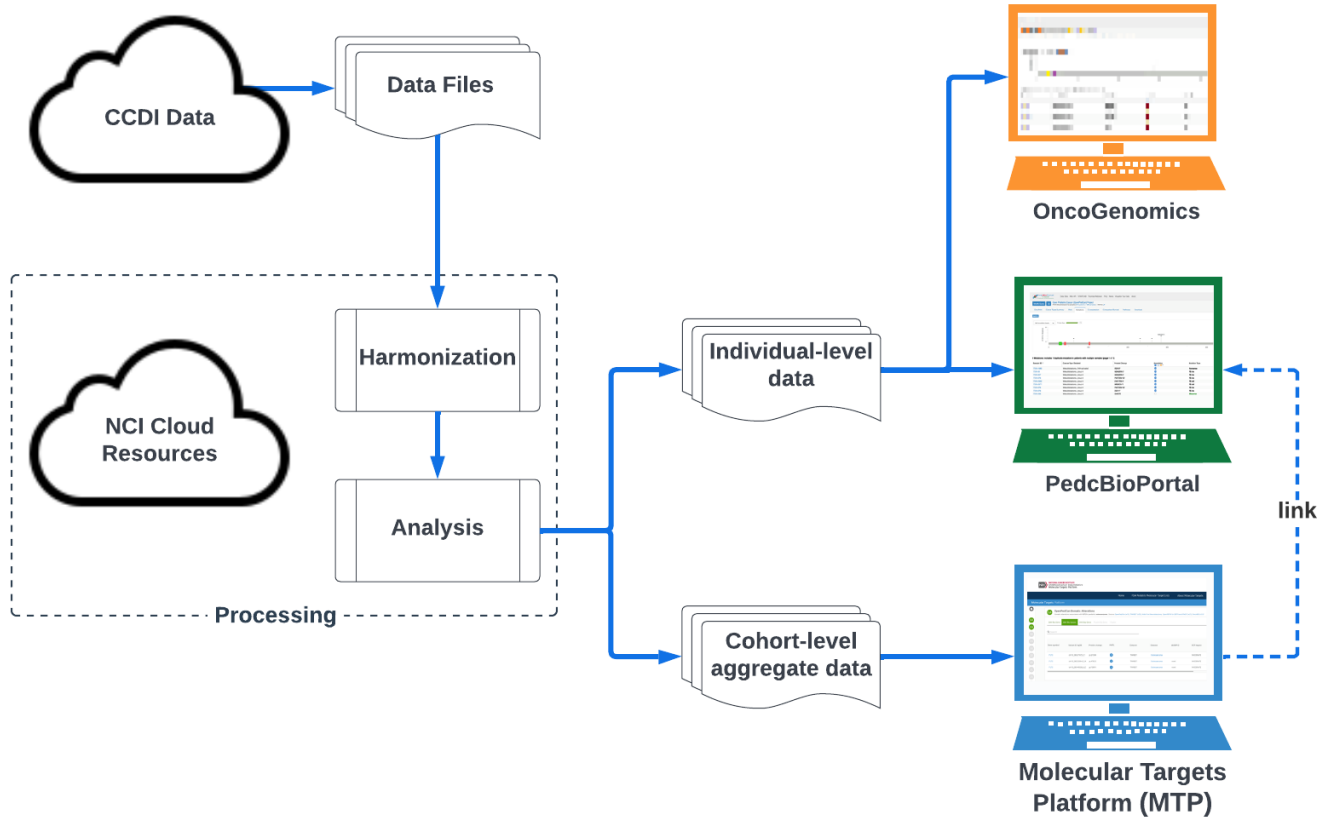 CCDI Data
Data Files
OncoGenomics
Harmonization
Individual-level
data
NCI Cloud
Resources
PedcBioPortal
link
Analysis
Processing
Cohort-level
aggregate data
Molecular Targets
Platform (MTP)